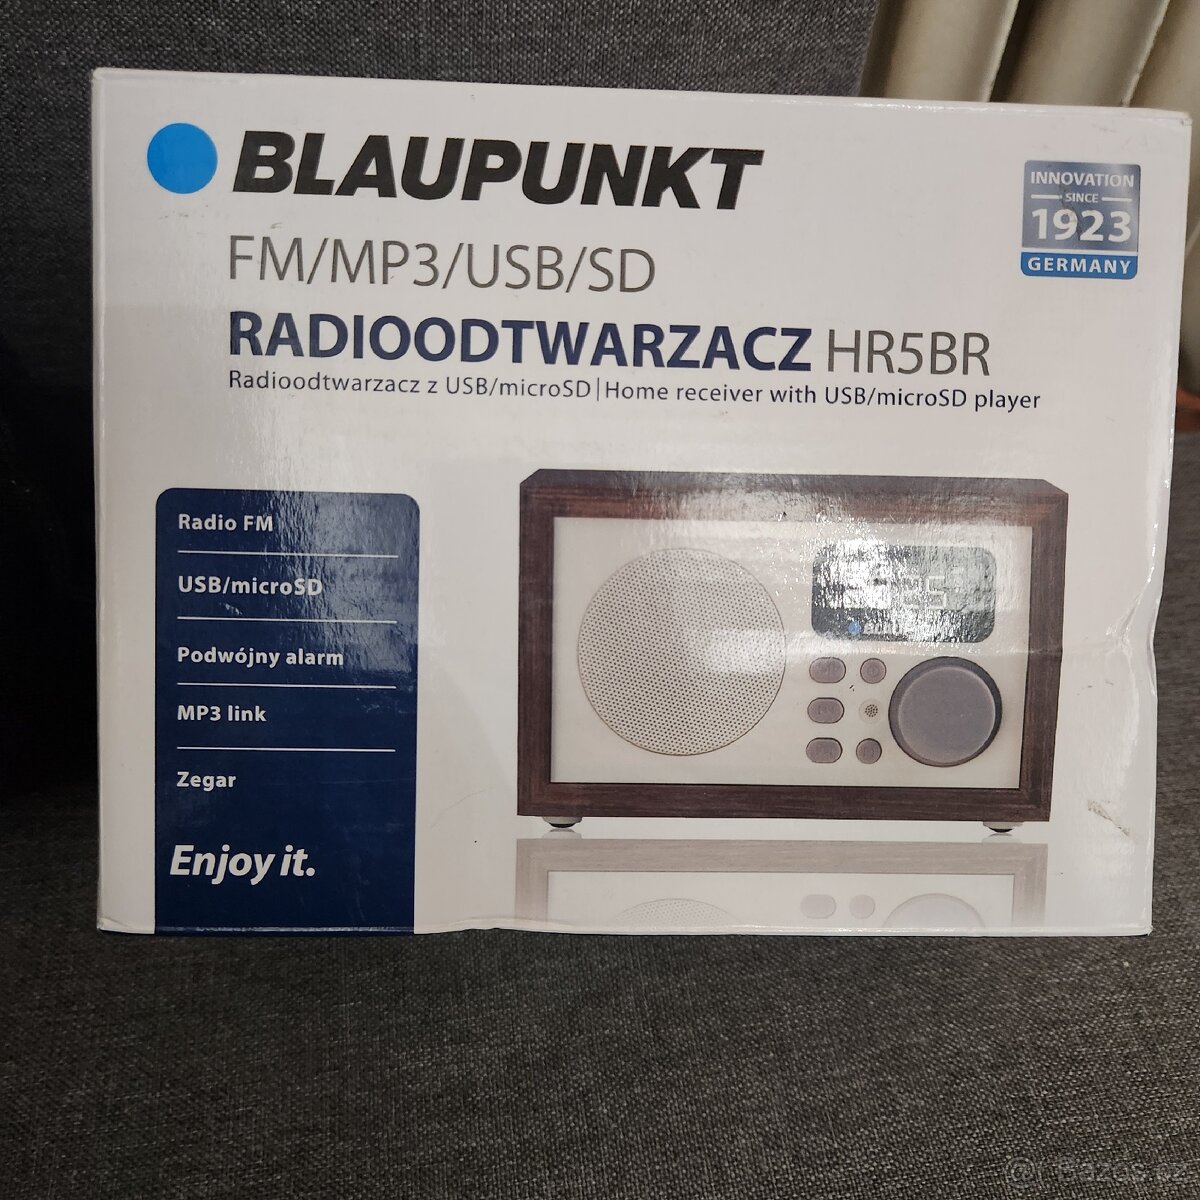 BLAUPUNKT
INNOVATION
SINCE
1923
GERMANY
FM/MP3/USB/SD
RADIOODTWARZACZ HR5BR
Radioodtwarzacz z USB/microSD|Home receiver with USB/microSD player
Radio FM
USB/microSD
Podwójny alarm
MP3 link
Zegar
Enjoy it.